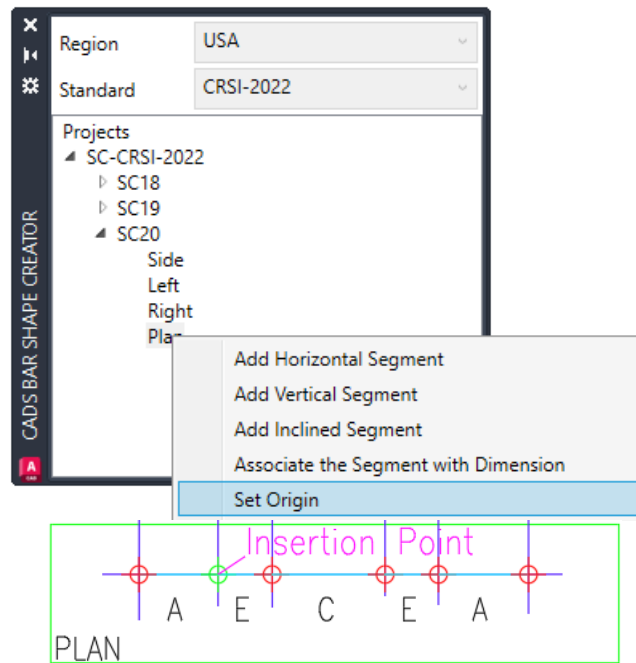 Region USA
Standard CRSI-2022
Projects
SC-CRSI-2022
SC18
SC19
SC20
Side
Left
Right
Plan
CADS BAR SHAPE CREATOR
A
CAD
Add Horizontal Segment
Add Vertical Segment
Add Inclined Segment
Associate the Segment with Dimension
Set Origin
Insertion Point
A E C E A
PLAN